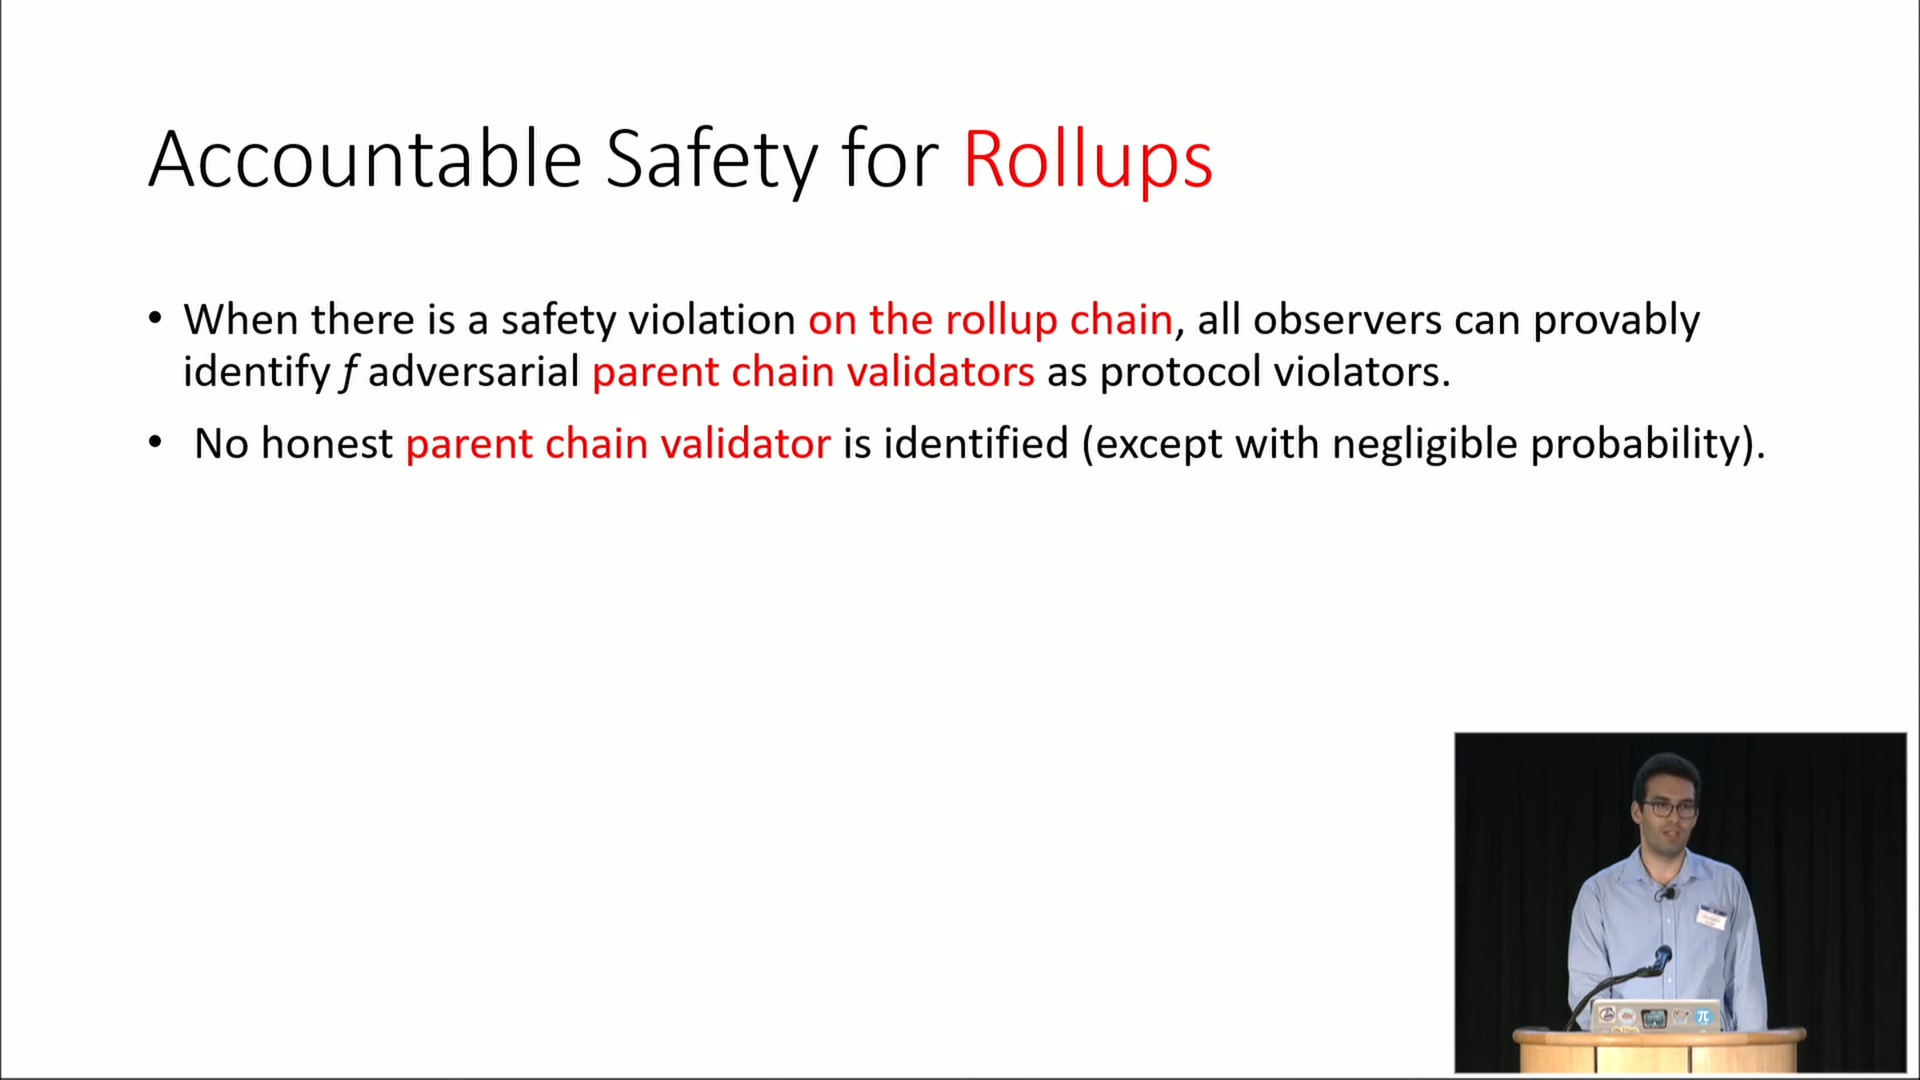 Accountable Safety for Rollups
• When there is a safety violation on the rollup chain, all observers can provably
identify f adversarial parent chain validators as protocol violators.
• No honest parent chain validator is identified (except with negligible probability).
π